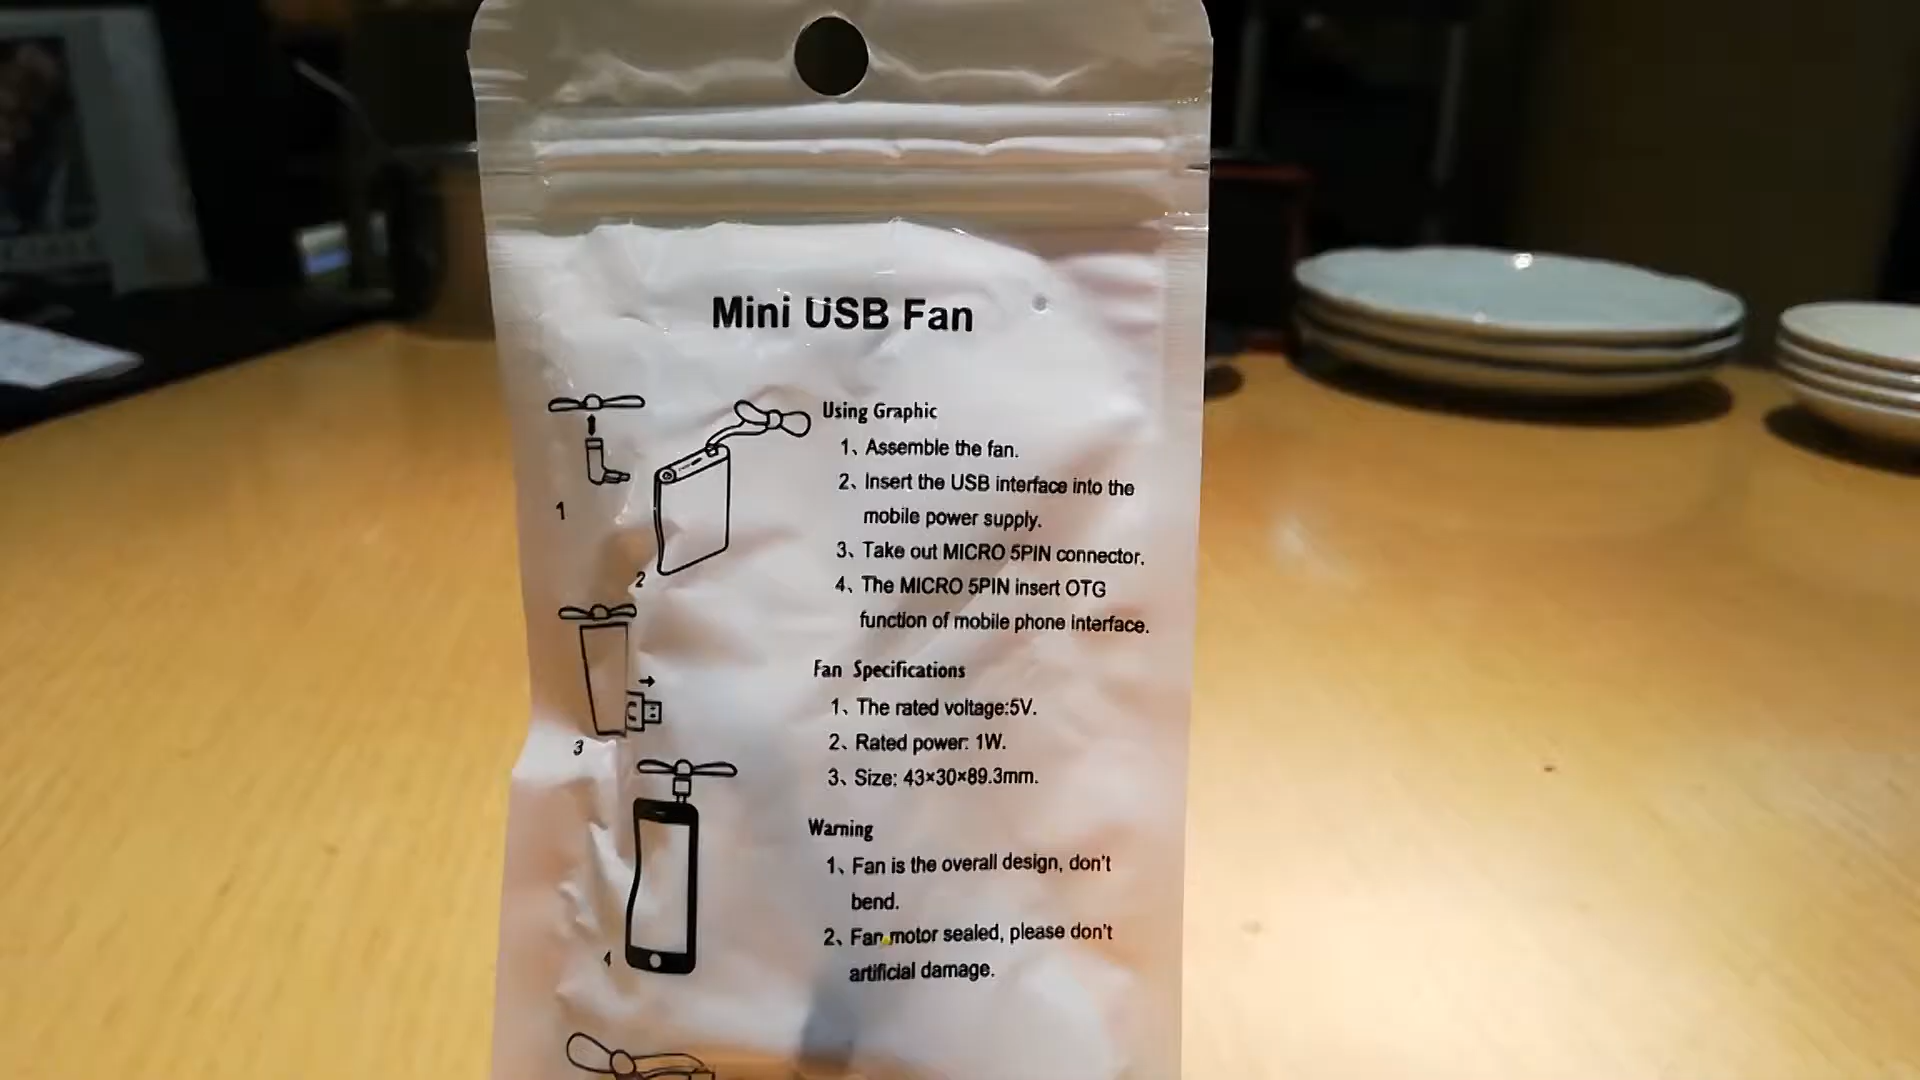 Mini USB Fan
Using Graphic
1、Assemble the fan.
2、Insert the USB interface into the
mobile power supply.
3、Take out MICRO 5PIN connector.
4、The MICRO 5PIN insert OTG
function of mobile phone interface.
Fan Specifications
1、The rated voltage:5V.
2、Rated power: 1W.
3、Size: 43×30×89.3mm.
Warning
1、Fan is the overall design, don't
bend.
2、Fan motor sealed, please don't
artificial damage.
1
2
3
4